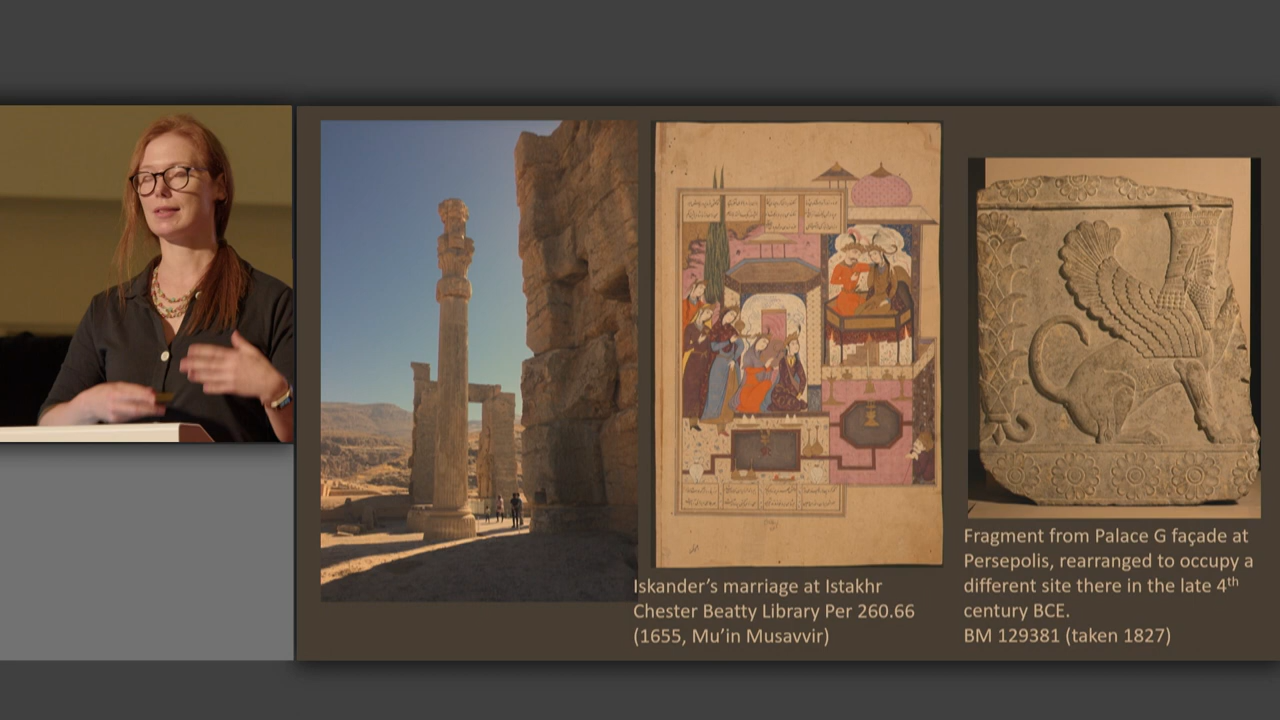 Iskander’s marriage at Istakhr
Chester Beatty Library Per 260.66
(1655, Mu’in Musavvir)
Fragment from Palace G façade at
Persepolis, rearranged to occupy a
different site there in the late 4th
century BCE.
BM 129381 (taken 1827)